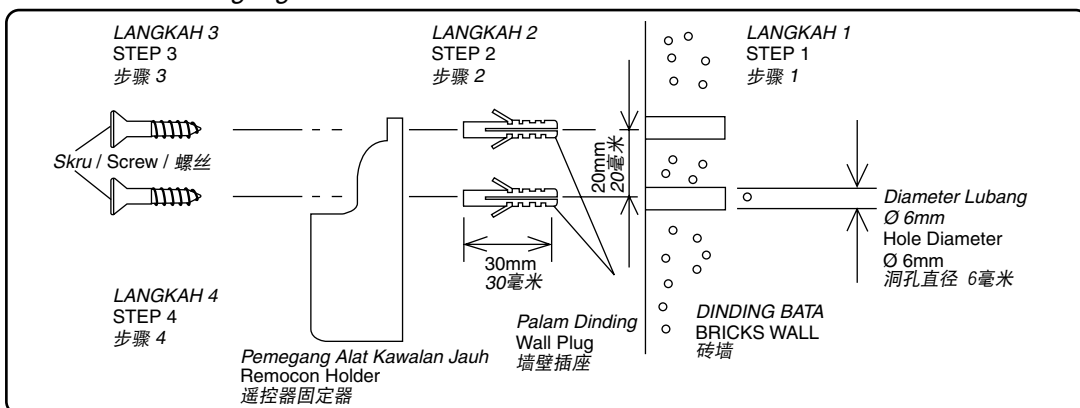 LANGKAH 3
STEP 3
步骤 3
LANGKAH 2
STEP 2
步骤 2
LANGKAH 1
STEP 1
步骤 1
Skru / Screw / 螺丝
20mm
20毫米
Diameter Lubang
Ø 6mm
Hole Diameter
Ø 6mm
洞孔直径 6毫米
30mm
30毫米
LANGKAH 4
STEP 4
步骤 4
Pemegang Alat Kawalan Jauh
Remocon Holder
遥控器固定器
Palam Dinding
Wall Plug
墙壁插座
DINDING BATA
BRICKS WALL
砖墙